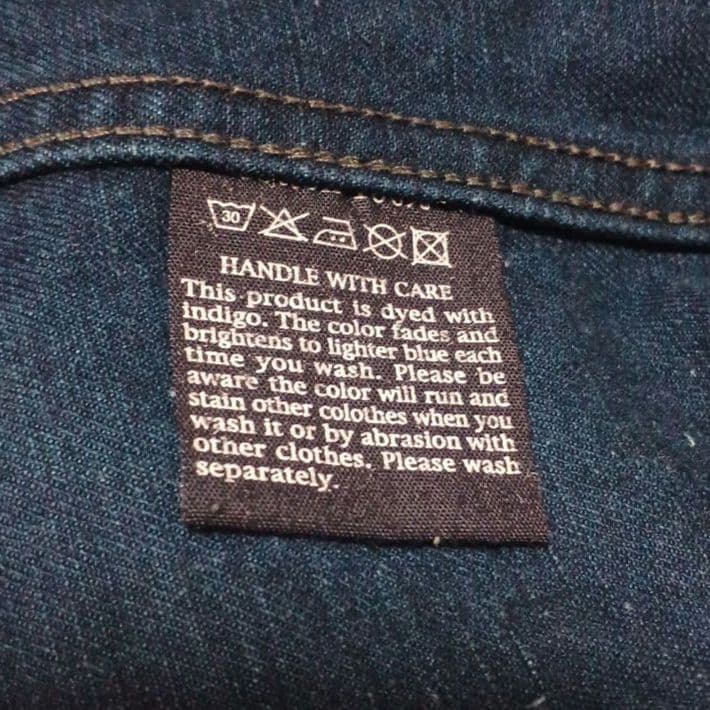 30
HANDLE WITH CARE
This product is dyed with
indigo. The color fades and
brightens to lighter blue each
time you wash. Please be
aware the color will run and
stain other colothes when you
wash it or by abrasion with
other clothes. Please wash
separately.